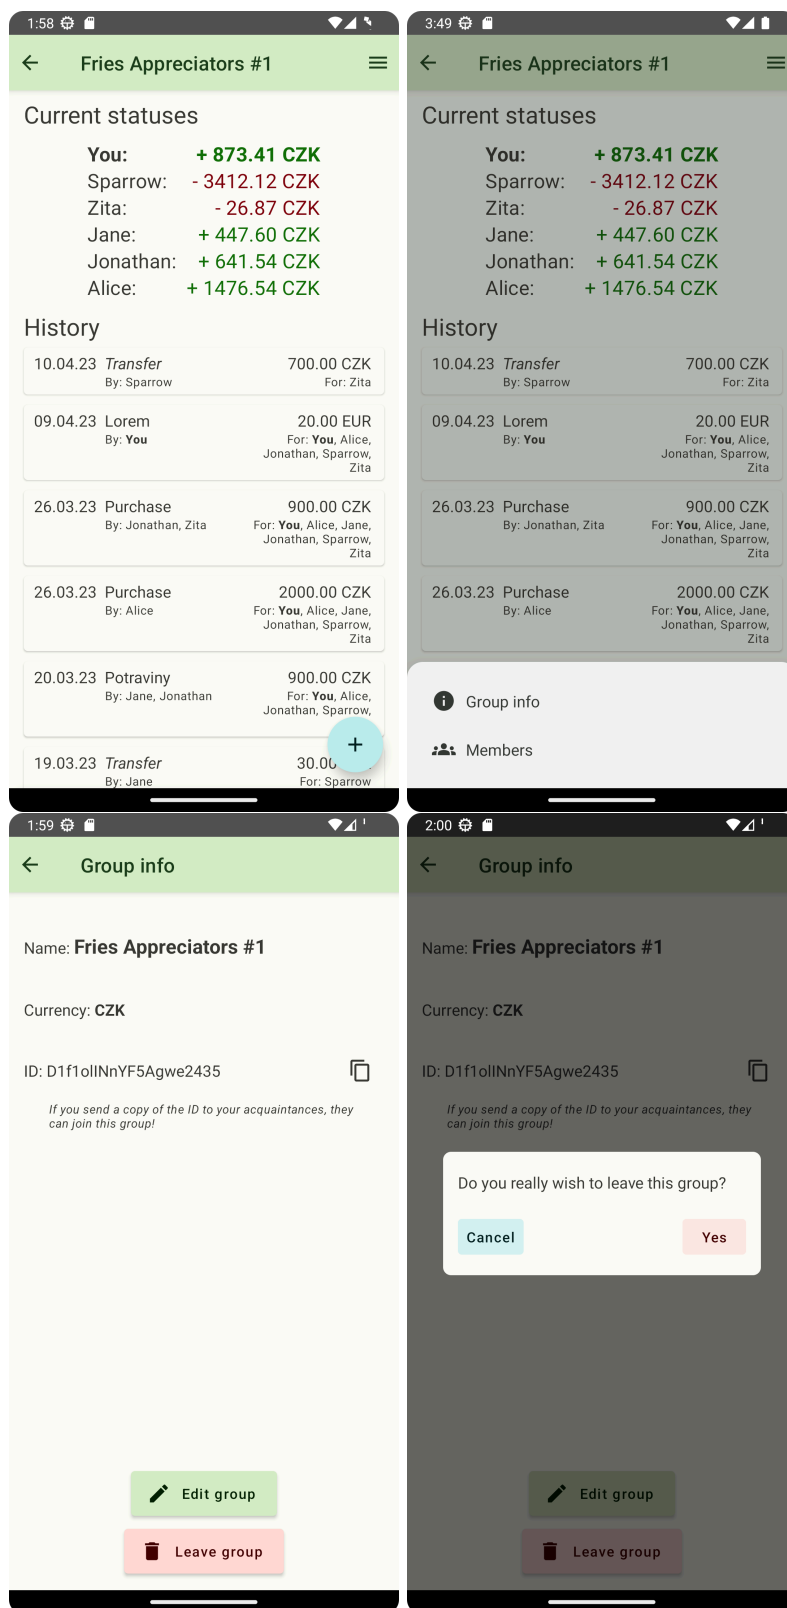 1:58
Fries Appreciators #1
Current statuses
You: + 873.41 CZK
Sparrow: - 3412.12 CZK
Zita: - 26.87 CZK
Jane: + 447.60 CZK
Jonathan: + 641.54 CZK
Alice: + 1476.54 CZK
History
10.04.23 Transfer 700.00 CZK
By: Sparrow For: Zita
09.04.23 Lorem 20.00 EUR
By: You For: You, Alice,
Jonathan, Sparrow,
Zita
26.03.23 Purchase 900.00 CZK
By: Jonathan, Zita For: You, Alice, Jane,
Jonathan, Sparrow,
Zita
26.03.23 Purchase 2000.00 CZK
By: Alice For: You, Alice, Jane,
Jonathan, Sparrow,
Zita
20.03.23 Potraviny 900.00 CZK
By: Jane, Jonathan For: You, Alice,
Jonathan, Sparrow,
19.03.23 Transfer 30.00
By: Jane For: Sparrow
3:49
Fries Appreciators #1
Current statuses
You: + 873.41 CZK
Sparrow: - 3412.12 CZK
Zita: - 26.87 CZK
Jane: + 447.60 CZK
Jonathan: + 641.54 CZK
Alice: + 1476.54 CZK
History
10.04.23 Transfer 700.00 CZK
By: Sparrow For: Zita
09.04.23 Lorem 20.00 EUR
By: You For: You, Alice,
Jonathan, Sparrow,
Zita
26.03.23 Purchase 900.00 CZK
By: Jonathan, Zita For: You, Alice, Jane,
Jonathan, Sparrow,
Zita
26.03.23 Purchase 2000.00 CZK
By: Alice For: You, Alice, Jane,
Jonathan, Sparrow,
Zita
Group info
Members
1:59
Group info
Name: Fries Appreciators #1
Currency: CZK
ID: D1f1olINnYF5Agwe2435
If you send a copy of the ID to your acquaintances, they
can join this group!
Edit group
Leave group
2:00
Group info
Name: Fries Appreciators #1
Currency: CZK
ID: D1f1olINnYF5Agwe2435
If you send a copy of the ID to your acquaintances, they
can join this group!
Do you really wish to leave this group?
Cancel Yes
Edit group
Leave group